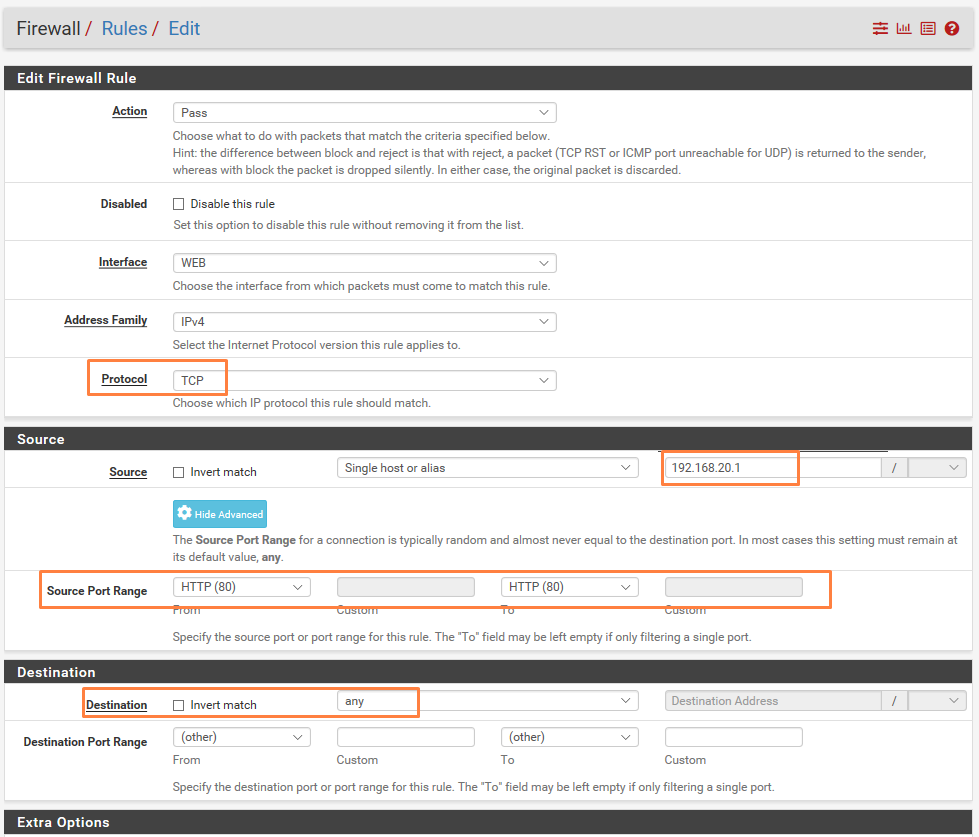 Firewall / Rules / Edit
Edit Firewall Rule
Action Pass
Choose what to do with packets that match the criteria specified below.
Hint: the difference between block and reject is that with reject, a packet (TCP RST or ICMP port unreachable for UDP) is returned to the sender,
whereas with block the packet is dropped silently. In either case, the original packet is discarded.
Disabled Disable this rule
Set this option to disable this rule without removing it from the list.
Interface WEB
Choose the interface from which packets must come to match this rule.
Address Family IPv4
Select the Internet Protocol version this rule applies to.
Protocol TCP
Choose which IP protocol this rule should match.
Source
Source Invert match Single host or alias 192.168.20.1 /
Hide Advanced
The Source Port Range for a connection is typically random and almost never equal to the destination port. In most cases this setting must remain at
its default value, any.
Source Port Range HTTP (80) HTTP (80)
From Custom To Custom
Specify the source port or port range for this rule. The "To" field may be left empty if only filtering a single port.
Destination
Destination Invert match any Destination Address /
Destination Port Range (other) (other)
From Custom To Custom
Specify the destination port or port range for this rule. The "To" field may be left empty if only filtering a single port.
Extra Options